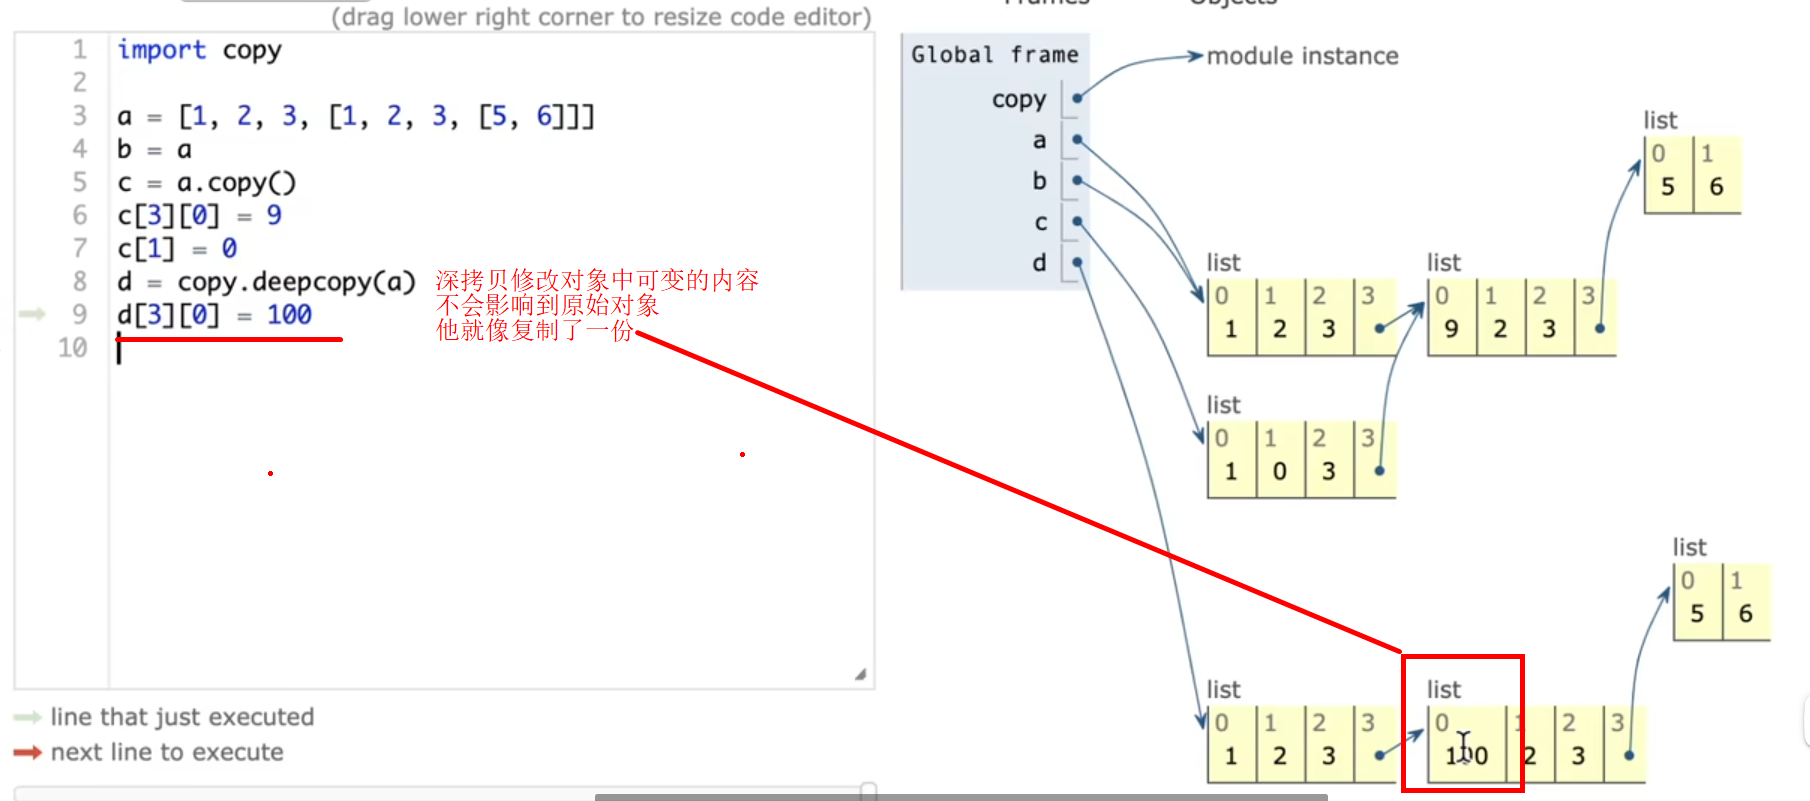 (drag lower right corner to resize code editor)
Frames
Objects
1 import copy
2
3 a = [1, 2, 3, [1, 2, 3, [5, 6]]]
4 b = a
5 c = a.copy()
6 c[3][0] = 9
7 c[1] = 0
8 d = copy.deepcopy(a)
9 d[3][0] = 100
10
深拷贝修改对象中可变的内容
不会影响到原始对象
他就像复制了一份
line that just executed
next line to execute
Global frame
copy
a
b
c
d
module instance
list
0 1
5 6
list
0 1 2 3
1 2 3
list
0 1 2 3
9 2 3
list
0 1 2 3
1 0 3
list
0 1
5 6
list
0 1 2 3
1 2 3
list
0 1 2 3
100 2 3